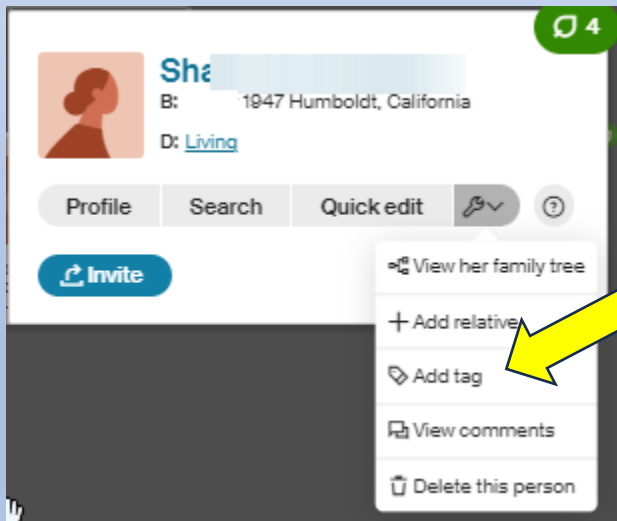 4
Sha
B: 1947 Humboldt, California
D: Living
Profile Search Quick edit
Invite
View her family tree
Add relative
Add tag
View comments
Delete this person